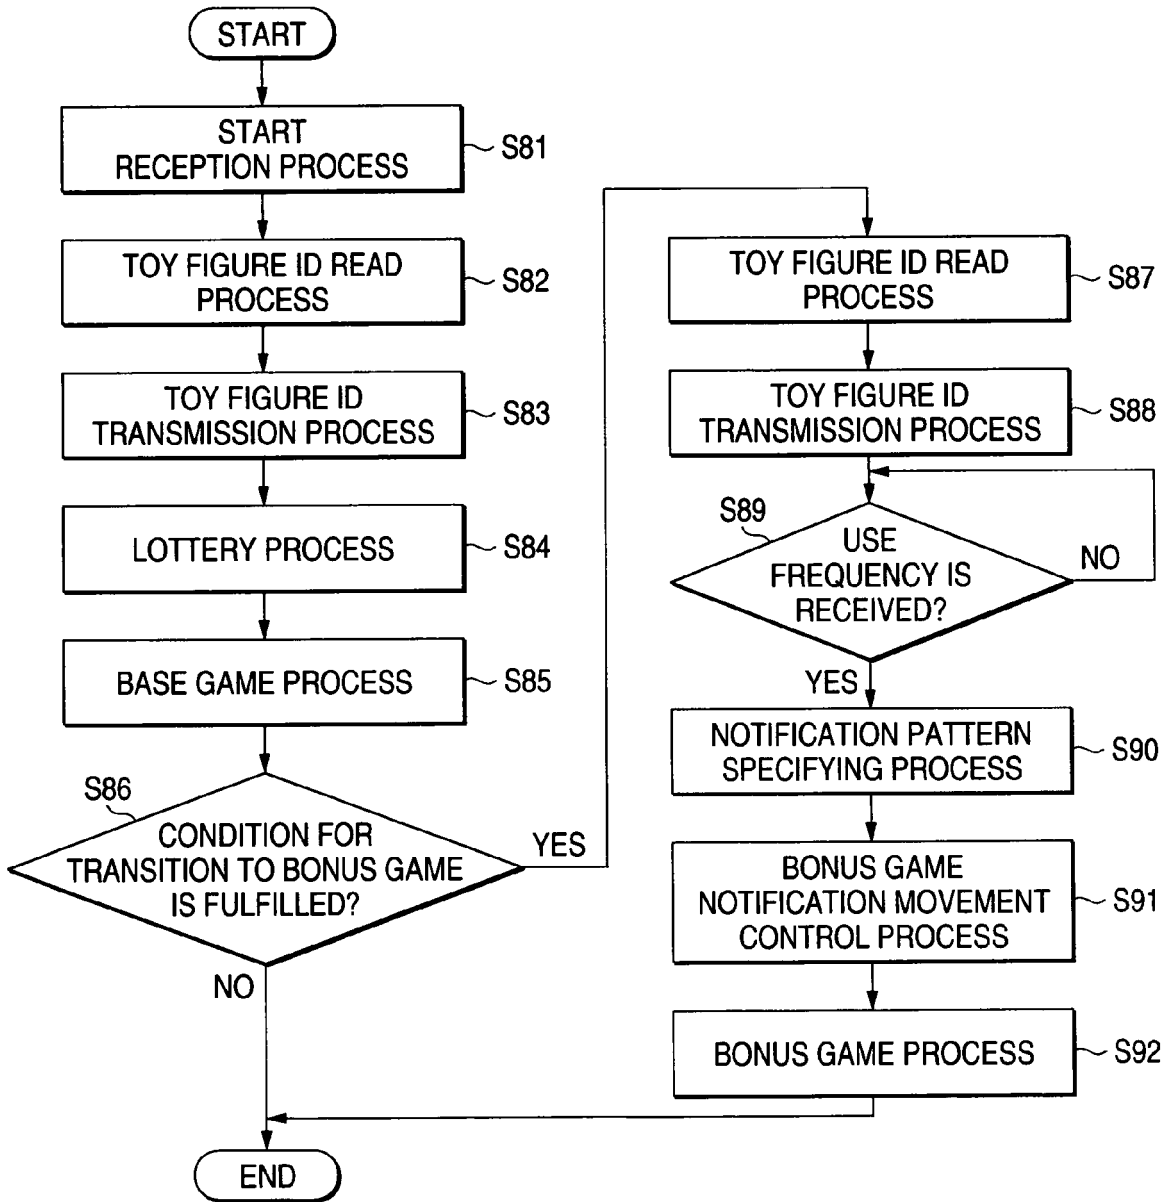 START
START
RECEPTION PROCESS
S81
TOY FIGURE ID READ
PROCESS
S82
TOY FIGURE ID
TRANSMISSION PROCESS
S83
LOTTERY PROCESS
S84
BASE GAME PROCESS
S85
S86
CONDITION FOR
TRANSITION TO BONUS GAME
IS FULFILLED?
YES
NO
TOY FIGURE ID READ
PROCESS
S87
TOY FIGURE ID
TRANSMISSION PROCESS
S88
S89
USE
FREQUENCY IS
RECEIVED?
NO
YES
NOTIFICATION PATTERN
SPECIFYING PROCESS
S90
BONUS GAME
NOTIFICATION MOVEMENT
CONTROL PROCESS
S91
BONUS GAME PROCESS
S92
END